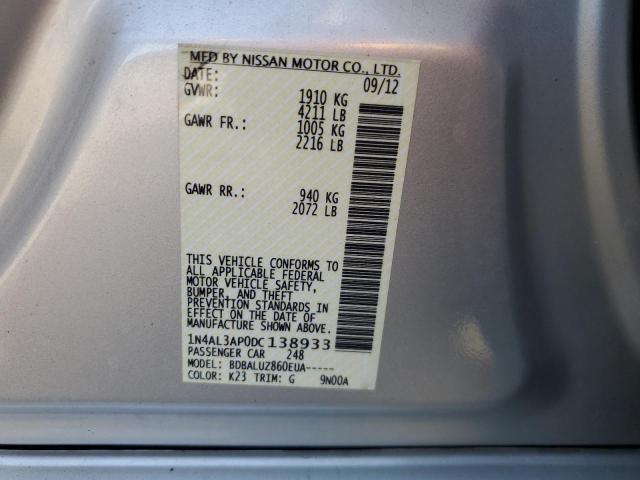 MFD BY NISSAN MOTOR CO., LTD.
DATE: 09/12
GVWR: 1910 KG
4211 LB
GAWR FR.: 1005 KG
2216 LB
GAWR RR.: 940 KG
2072 LB
THIS VEHICLE CONFORMS TO
ALL APPLICABLE FEDERAL
MOTOR VEHICLE SAFETY,
BUMPER, AND THEFT
PREVENTION STANDARDS IN
EFFECT ON THE DATE OF
MANUFACTURE SHOWN ABOVE.
1N4AL3AP0DC138933
PASSENGER CAR 248
MODEL: BDBALUZ860EUA-----
COLOR: K23 TRIM: G 9N00A